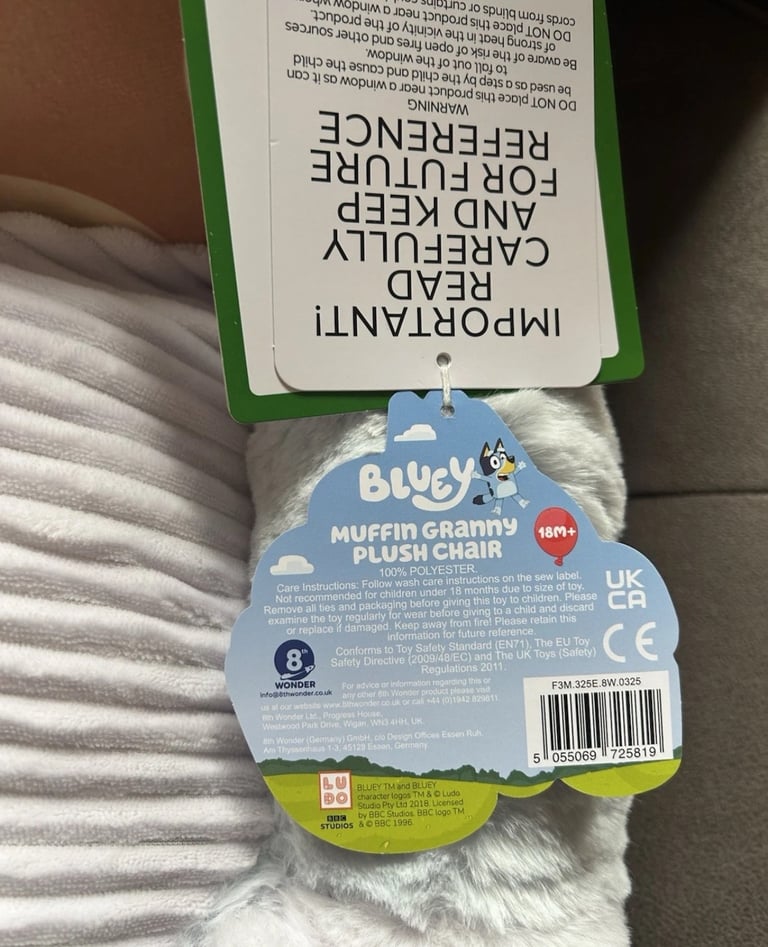 IMPORTANT!
READ
CAREFULLY
AND KEEP
FOR FUTURE
REFERENCE
WARNING
DO NOT place this product near a window as it can
be used as a step by the child and cause the child
to fall out of the window.
Be aware of the risk of open fires and other sources
of strong heat in the vicinity of the product.
DO NOT place this product near a window where
cords from blinds or curtains
BLUEY
MUFFIN GRANNY
PLUSH CHAIR
18M+
100% POLYESTER.
Care Instructions: Follow wash care instructions on the sew label.
Not recommended for children under 18 months due to size of toy.
Remove all ties and packaging before giving this toy to children. Please
examine the toy regularly for wear before giving to a child and discard
or replace if damaged. Keep away from fire! Please retain this
information for future reference.
UK
CA
CE
Conforms to Toy Safety Standard (EN71), The EU Toy
Safety Directive (2009/48/EC) and The UK Toys (Safety)
Regulations 2011.
8th
WONDER
info@8thwonder.co.uk
For advice or information regarding this or
any other 8th Wonder product please visit
us at our website www.8thwonder.co.uk or call +44 (0)1942 829811.
8th Wonder Ltd., Progress House,
Westwood Park Drive, Wigan, WN3 4HH, UK.
8th Wonder (Germany) GmbH, c/o Design Offices Essen Ruh.
Am Thyssenhaus 1-3, 45128 Essen, Germany.
F3M.325E.8W.0325
5 055069 725819
LUDO
BBC
STUDIOS
BLUEY TM and BLUEY
character logos TM & © Ludo
Studio Pty Ltd 2018. Licensed
by BBC Studios. BBC logo TM
& © BBC 1996.